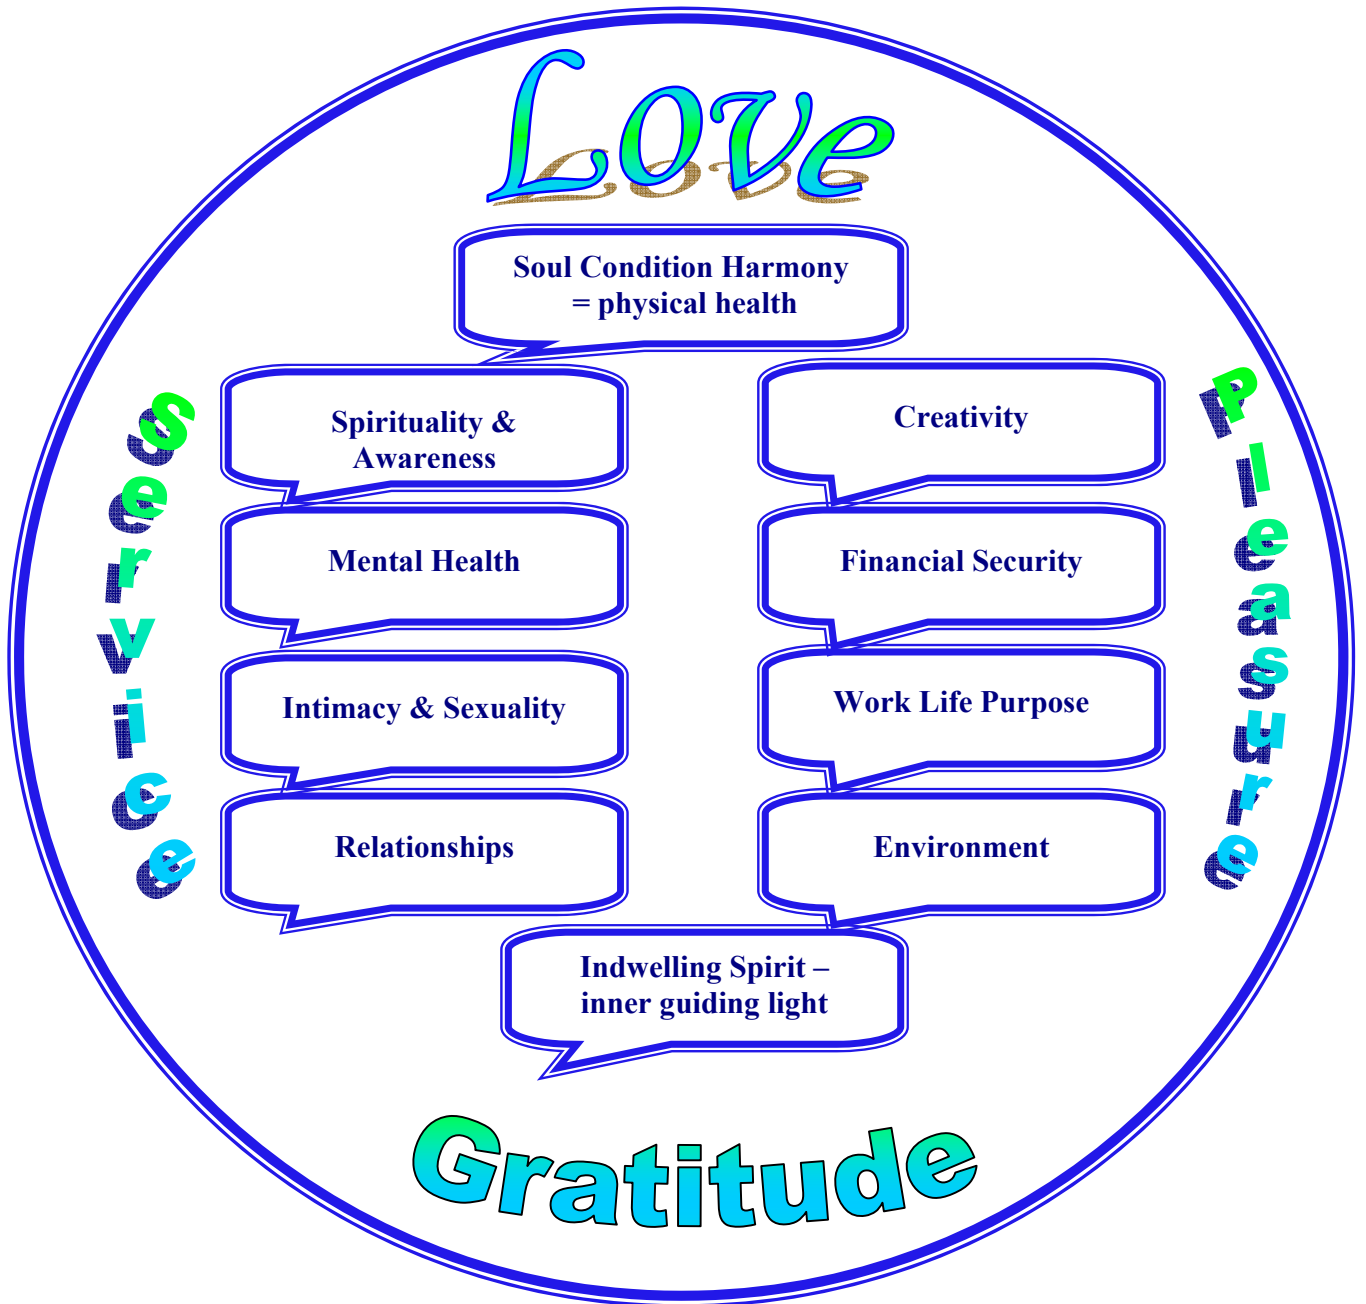 Love
Soul Condition Harmony
= physical health
Spirituality &
Awareness
Creativity
Mental Health
Financial Security
Intimacy & Sexuality
Work Life Purpose
Relationships
Environment
Indwelling Spirit –
inner guiding light
Service
Pleasure
Gratitude